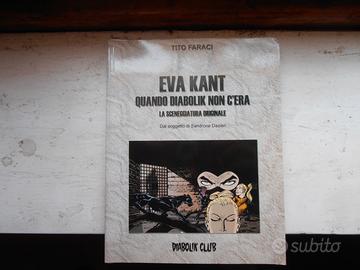 TITO FARACI
EVA KANT
QUANDO DIABOLIK NON C'ERA
LA SCENEGGIATURA ORIGINALE
Dal soggetto di Sandrone Dazieri
DIABOLIK CLUB
subito